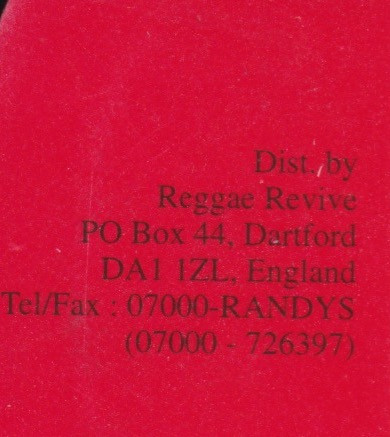 Dist. by
Reggae Revive
PO Box 44, Dartford
DA1 1ZL, England
Tel/Fax : 07000-RANDYS
(07000 - 726397)